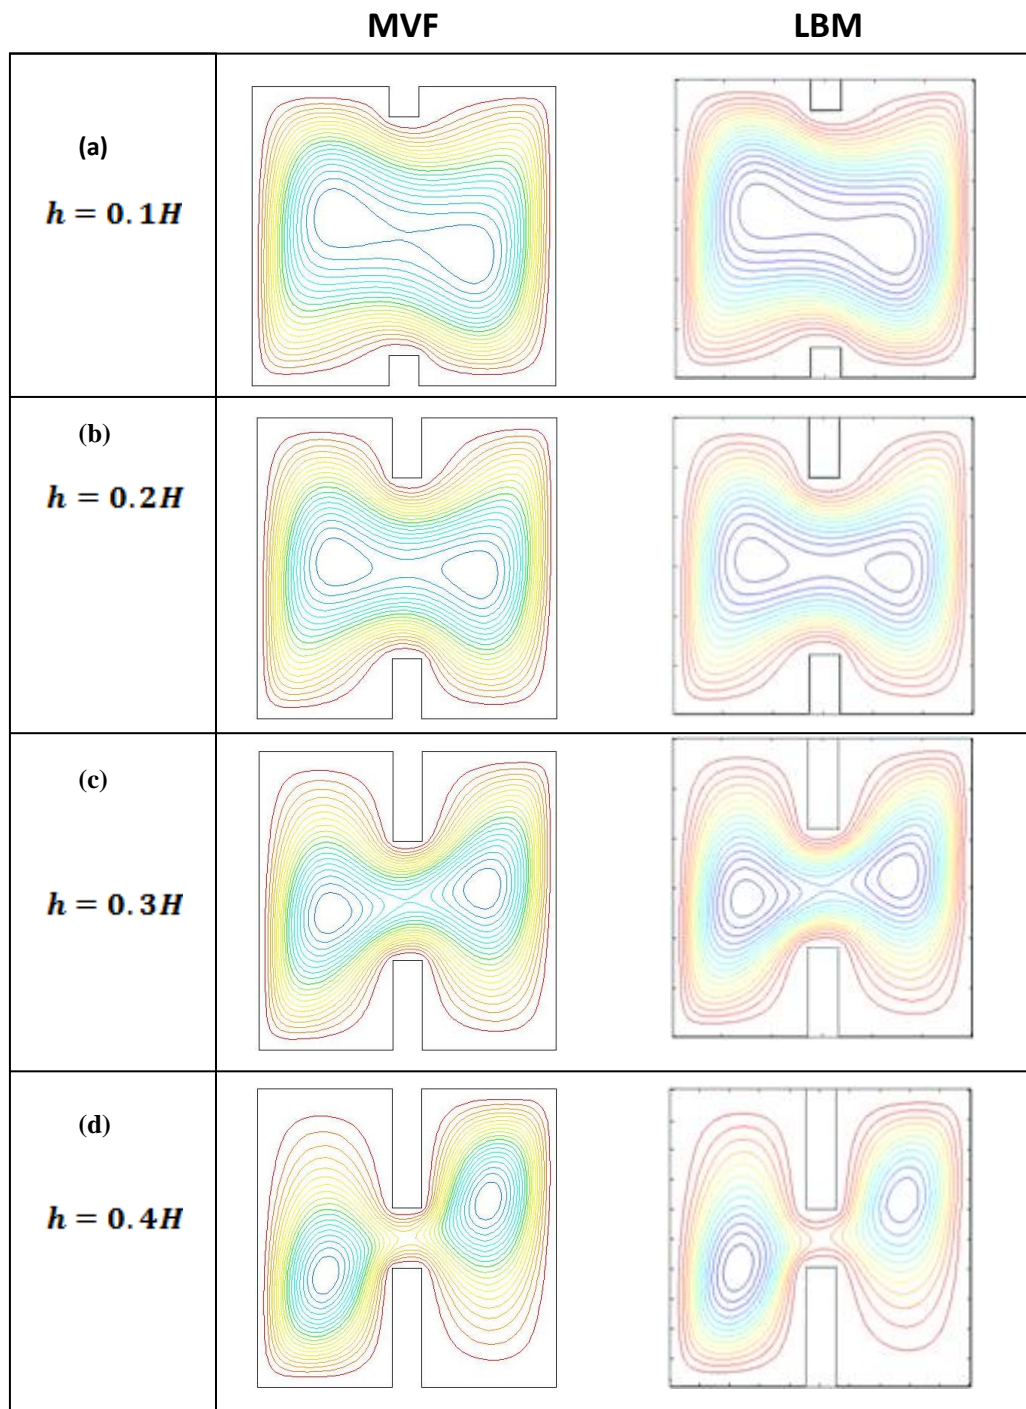 MVF LBM
(a)
h = 0.1H
(b)
h = 0.2H
(c)
h = 0.3H
(d)
h = 0.4H